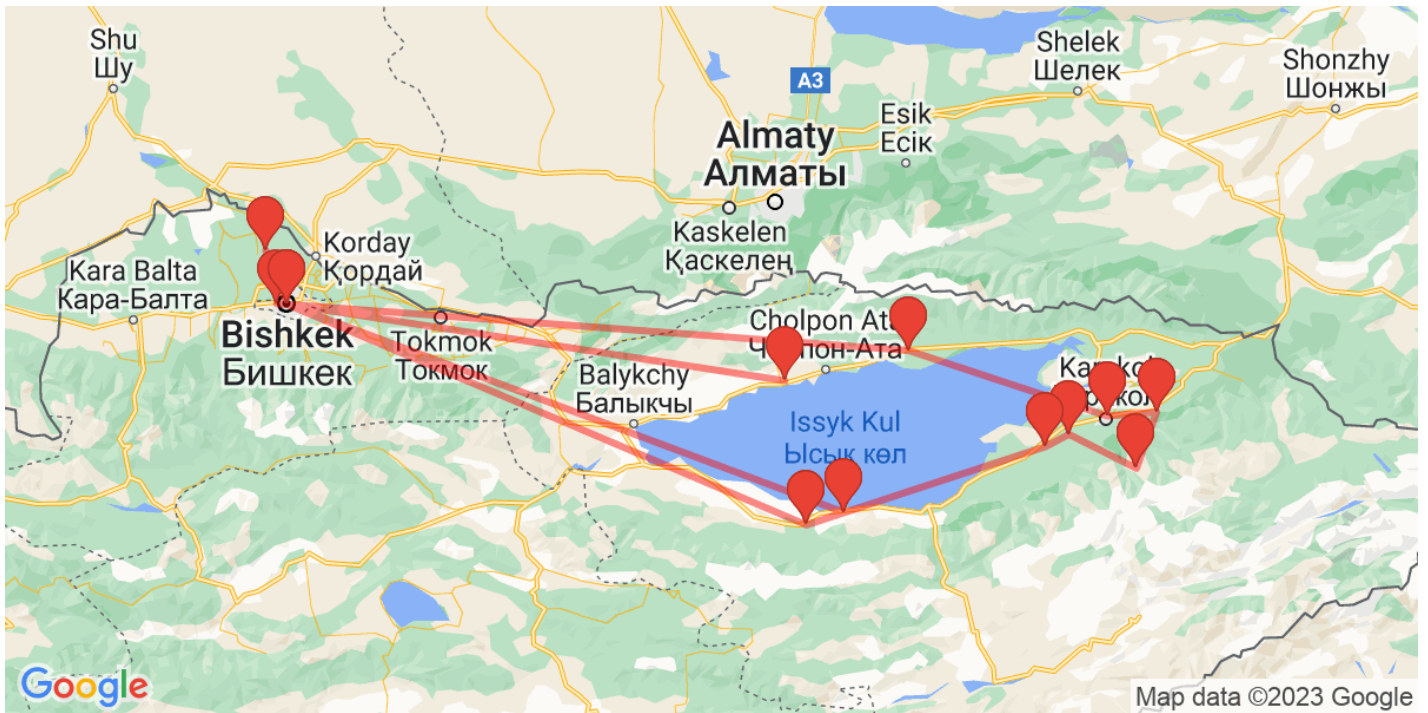 Shu
Шу
Shelek
Шелек
Shonzhy
Шонжы
A3
Esik
Есік
Almaty
Алматы
Kaskelen
Қаскелең
Korday
Қордай
Kara Balta
Кара-Балта
Bishkek
Бишкек
Tokmok
Токмок
Cholpon
Balykchy
Балыкчы
Issyk Kul
Ысык көл
Google
Map data ©2023 Google